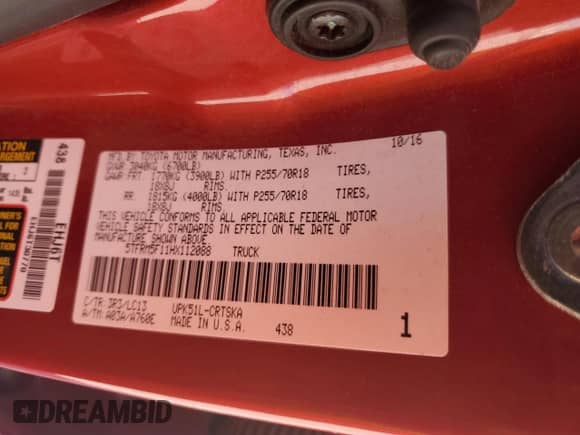 MFD. BY TOYOTA MOTOR MANUFACTURING, TEXAS, INC. 10/16
GVWR 3040KG (6700LB)
GAWR FRT. 1770KG (3900LB) WITH P255/70R18 TIRES,
18X8J RIMS.
RR. 1815KG (4000LB) WITH P255/70R18 TIRES,
18X8J RIMS
THIS VEHICLE CONFORMS TO ALL APPLICABLE FEDERAL MOTOR
VEHICLE SAFETY STANDARDS IN EFFECT ON THE DATE OF
MANUFACTURE SHOWN ABOVE.
5TFRM5F11HX112088 TRUCK
C/TR: 3R3/LC13 UPK51L-CRTSKA
A/TM: A03A/A760E MADE IN U.S.A. 438 1
438
EHJ6T
DREAMBID